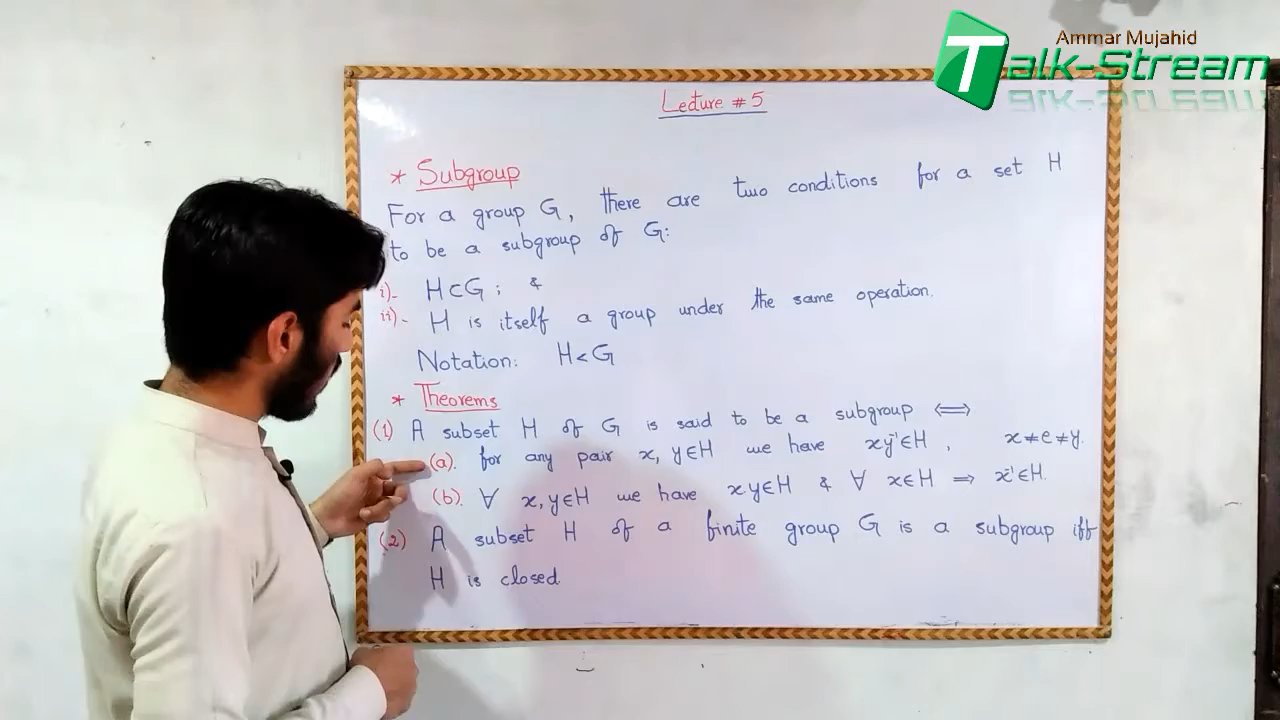 Ammar Mujahid
Talk-Stream
Lecture # 5
* Subgroup
For a group G, there are two conditions for a set H
to be a subgroup of G:
i)- H⊂G ; &
ii)- H is itself a group under the same operation.
Notation: H<G
* Theorems
(1) A subset H of G is said to be a subgroup ⟺
(a). for any pair x, y∈H we have xy⁻¹∈H , x≠e≠y.
(b). ∀ x,y∈H we have xy∈H & ∀ x∈H ⇒ x⁻¹∈H.
(2) A subset H of a finite group G is a subgroup iff
H is closed